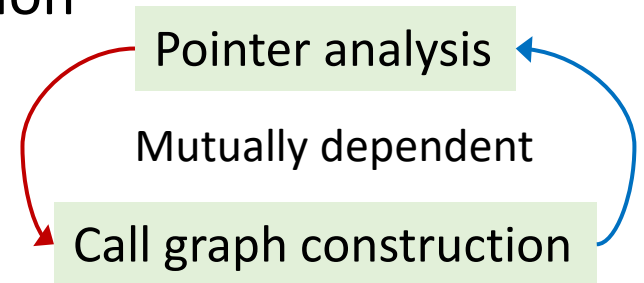 Pointer analysis
Mutually dependent
Call graph construction